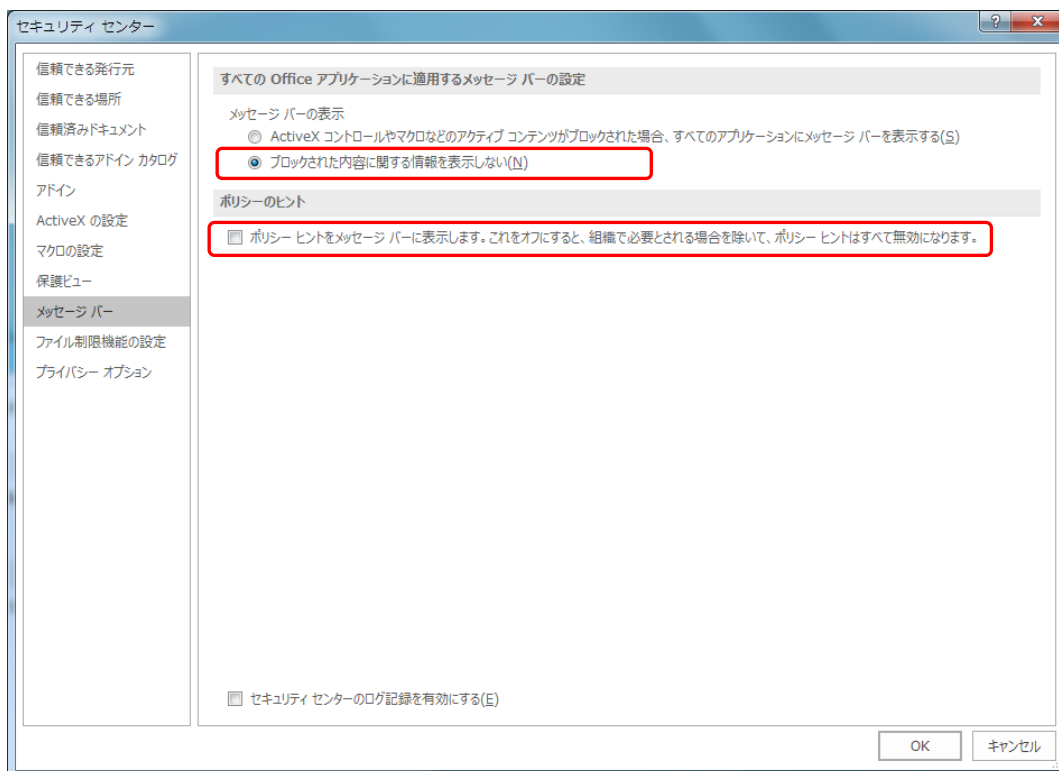 セキュリティ センター
信頼できる発行元
信頼できる場所
信頼済みドキュメント
信頼できるアドイン カタログ
アドイン
ActiveX の設定
マクロの設定
保護ビュー
メッセージ バー
ファイル制限機能の設定
プライバシー オプション
すべての Office アプリケーションに適用するメッセージ バーの設定
メッセージ バーの表示
ActiveX コントロールやマクロなどのアクティブ コンテンツがブロックされた場合、すべてのアプリケーションにメッセージ バーを表示する(S)
ブロックされた内容に関する情報を表示しない(N)
ポリシーのヒント
ポリシー ヒントをメッセージ バーに表示します。これをオフにすると、組織で必要とされる場合を除いて、ポリシー ヒントはすべて無効になります。
セキュリティ センターのログ記録を有効にする(E)
OK
キャンセル